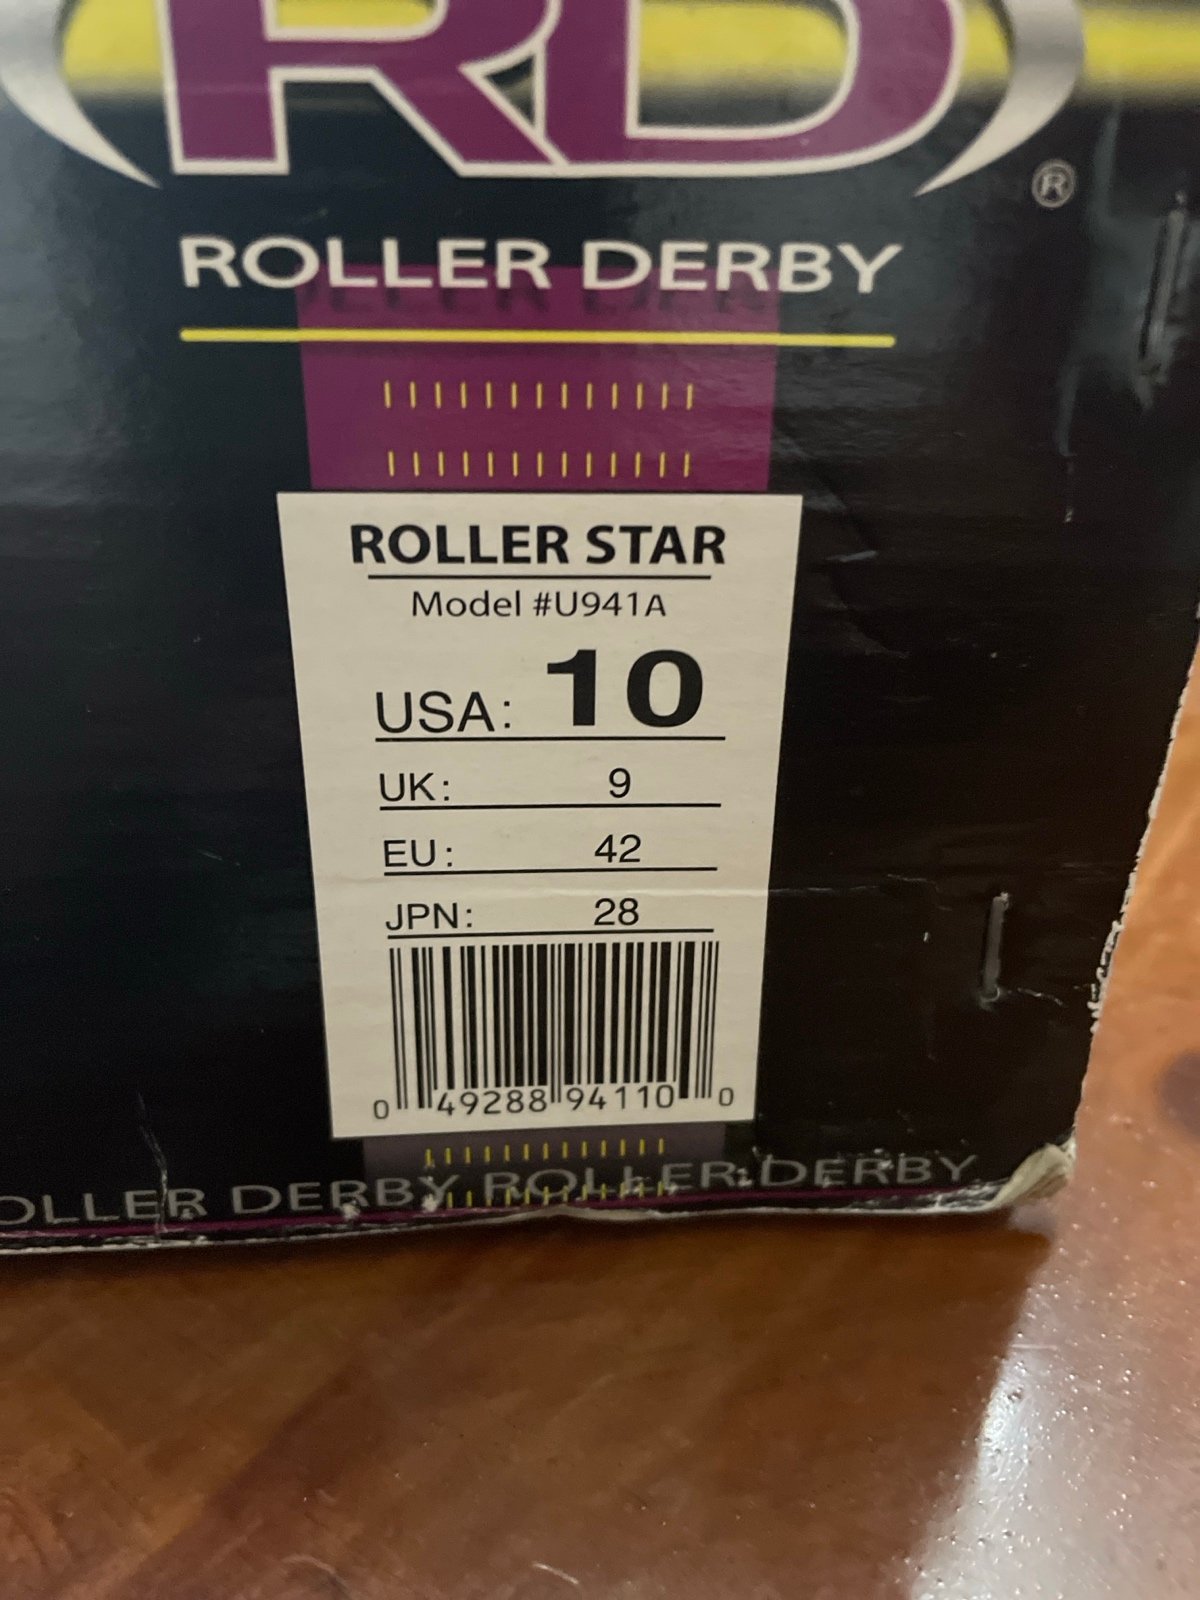 RD
®
ROLLER DERBY
ROLLER STAR
Model #U941A
USA: 10
UK: 9
EU: 42
JPN: 28
0 49288 94110 0
OLLER DERBY ROLLER DERBY